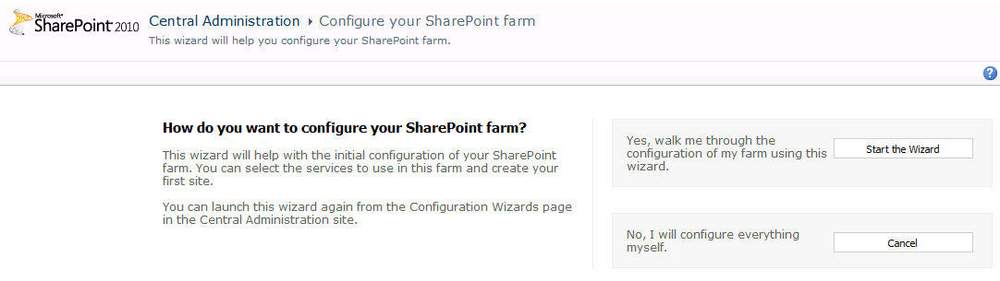 Microsoft®
SharePoint 2010
Central Administration ▸ Configure your SharePoint farm
This wizard will help you configure your SharePoint farm.
?
How do you want to configure your SharePoint farm?
This wizard will help with the initial configuration of your SharePoint
farm. You can select the services to use in this farm and create your
first site.
You can launch this wizard again from the Configuration Wizards page
in the Central Administration site.
Yes, walk me through the
configuration of my farm using this
wizard.
Start the Wizard
No, I will configure everything
myself.
Cancel